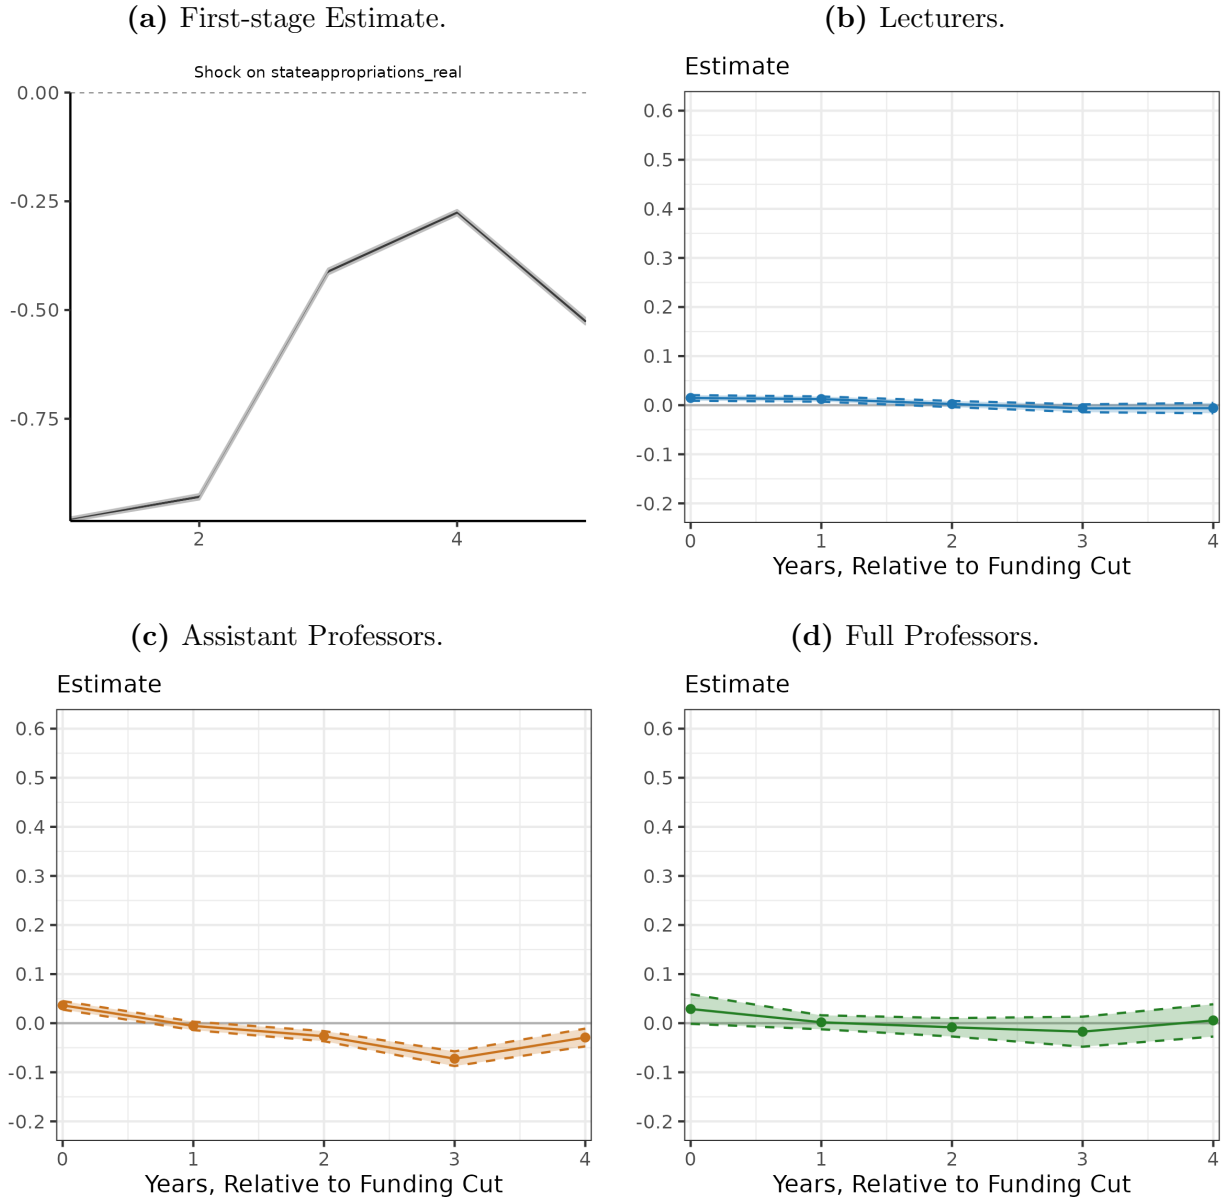 (a) First-stage Estimate.
Shock on stateappropriations_real
0.00
-0.25
-0.50
-0.75
2 4
(b) Lecturers.
Estimate
0.6
0.5
0.4
0.3
0.2
0.1
0.0
-0.1
-0.2
0 1 2 3 4
Years, Relative to Funding Cut
(c) Assistant Professors.
Estimate
0.6
0.5
0.4
0.3
0.2
0.1
0.0
-0.1
-0.2
0 1 2 3 4
Years, Relative to Funding Cut
(d) Full Professors.
Estimate
0.6
0.5
0.4
0.3
0.2
0.1
0.0
-0.1
-0.2
0 1 2 3 4
Years, Relative to Funding Cut